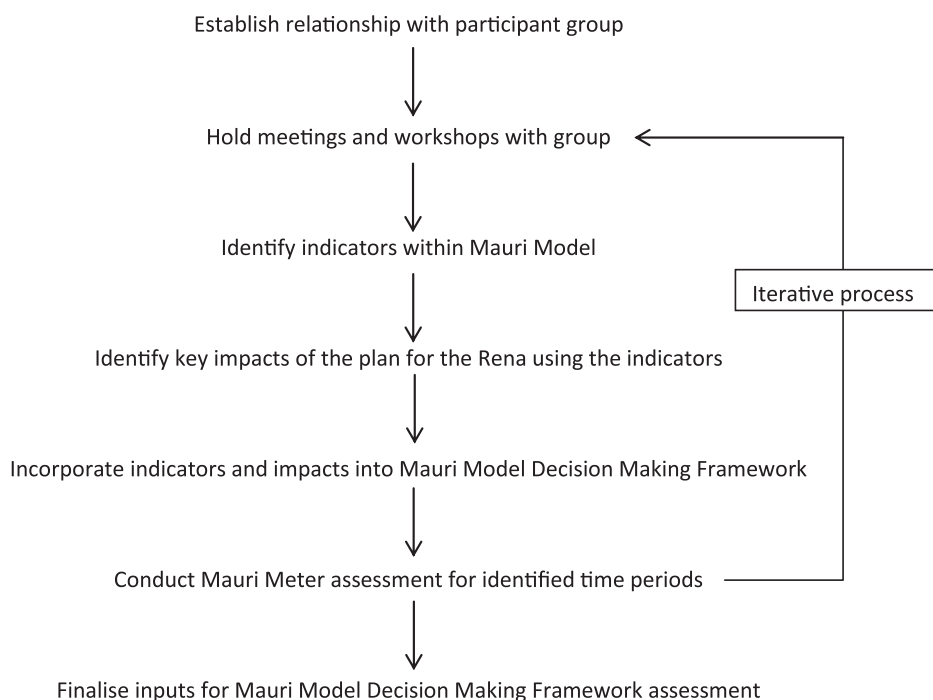 Establish relationship with participant group
Hold meetings and workshops with group
Identify indicators within Mauri Model
Iterative process
Identify key impacts of the plan for the Rena using the indicators
Incorporate indicators and impacts into Mauri Model Decision Making Framework
Conduct Mauri Meter assessment for identified time periods
Finalise inputs for Mauri Model Decision Making Framework assessment